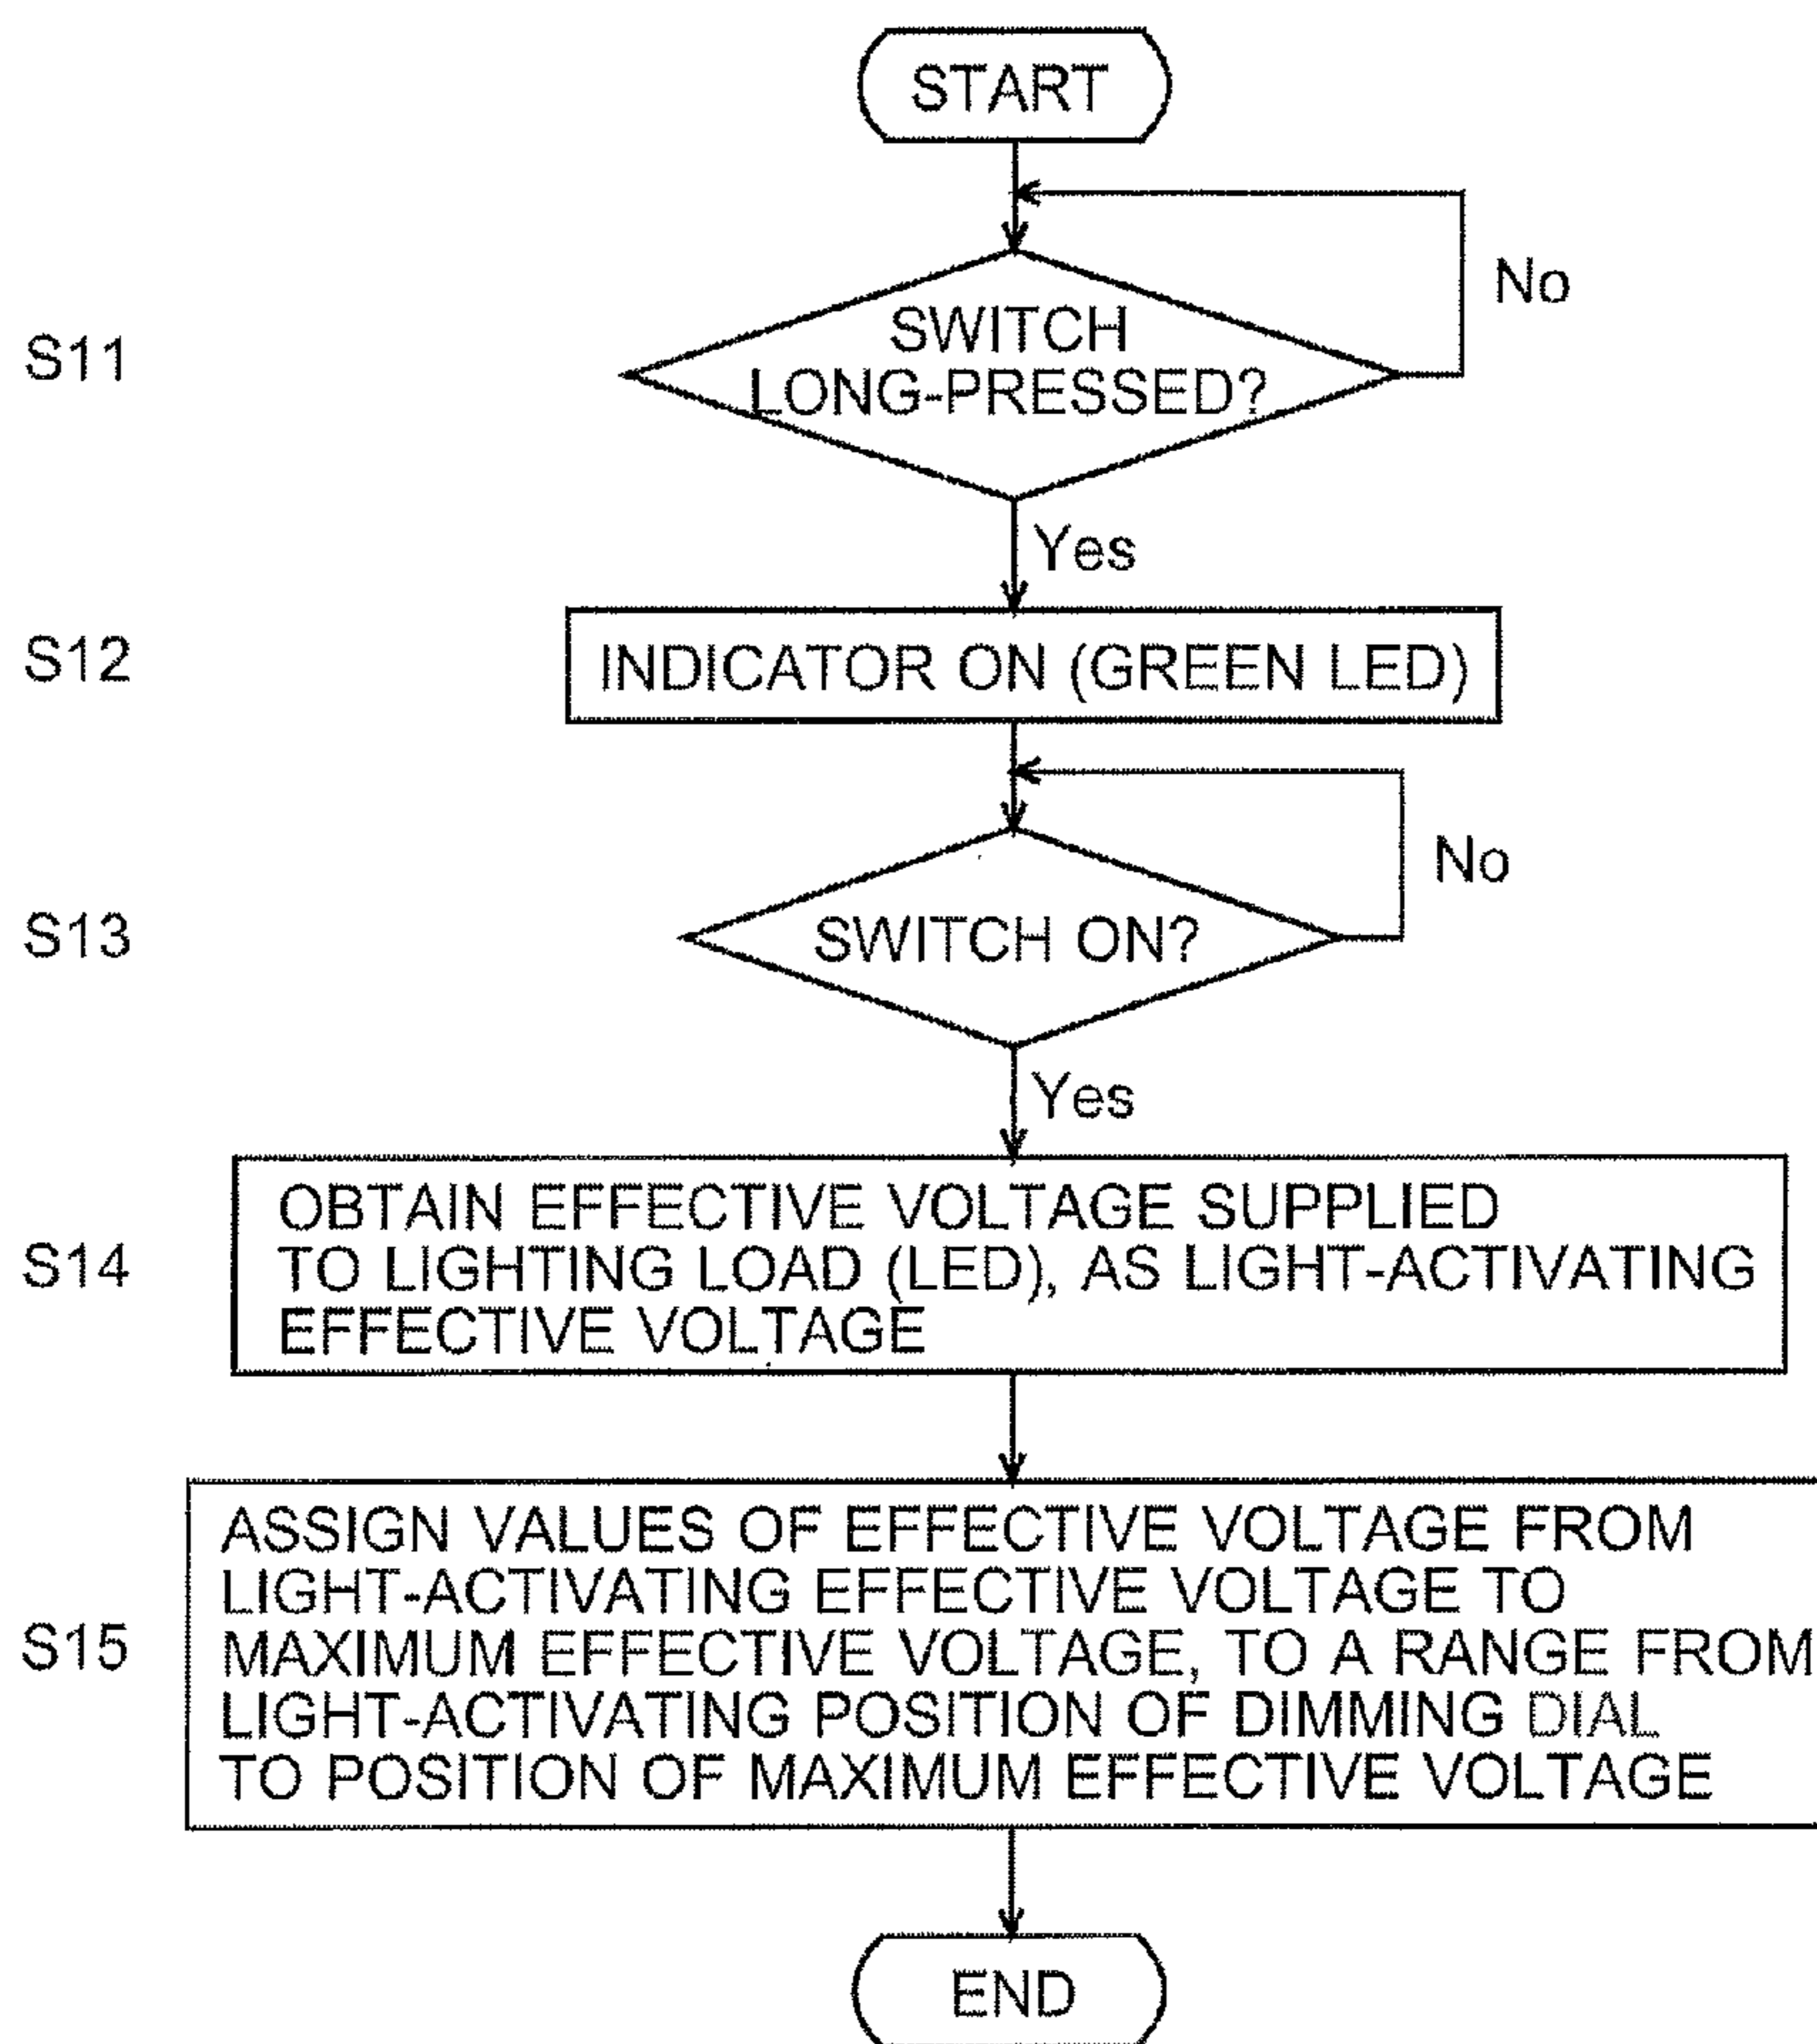 START
No
S11
SWITCH
LONG-PRESSED?
Yes
S12
INDICATOR ON (GREEN LED)
No
S13
SWITCH ON?
Yes
S14
OBTAIN EFFECTIVE VOLTAGE SUPPLIED
TO LIGHTING LOAD (LED), AS LIGHT-ACTIVATING
EFFECTIVE VOLTAGE
S15
ASSIGN VALUES OF EFFECTIVE VOLTAGE FROM
LIGHT-ACTIVATING EFFECTIVE VOLTAGE TO
MAXIMUM EFFECTIVE VOLTAGE, TO A RANGE FROM
LIGHT-ACTIVATING POSITION OF DIMMING DIAL
TO POSITION OF MAXIMUM EFFECTIVE VOLTAGE
END